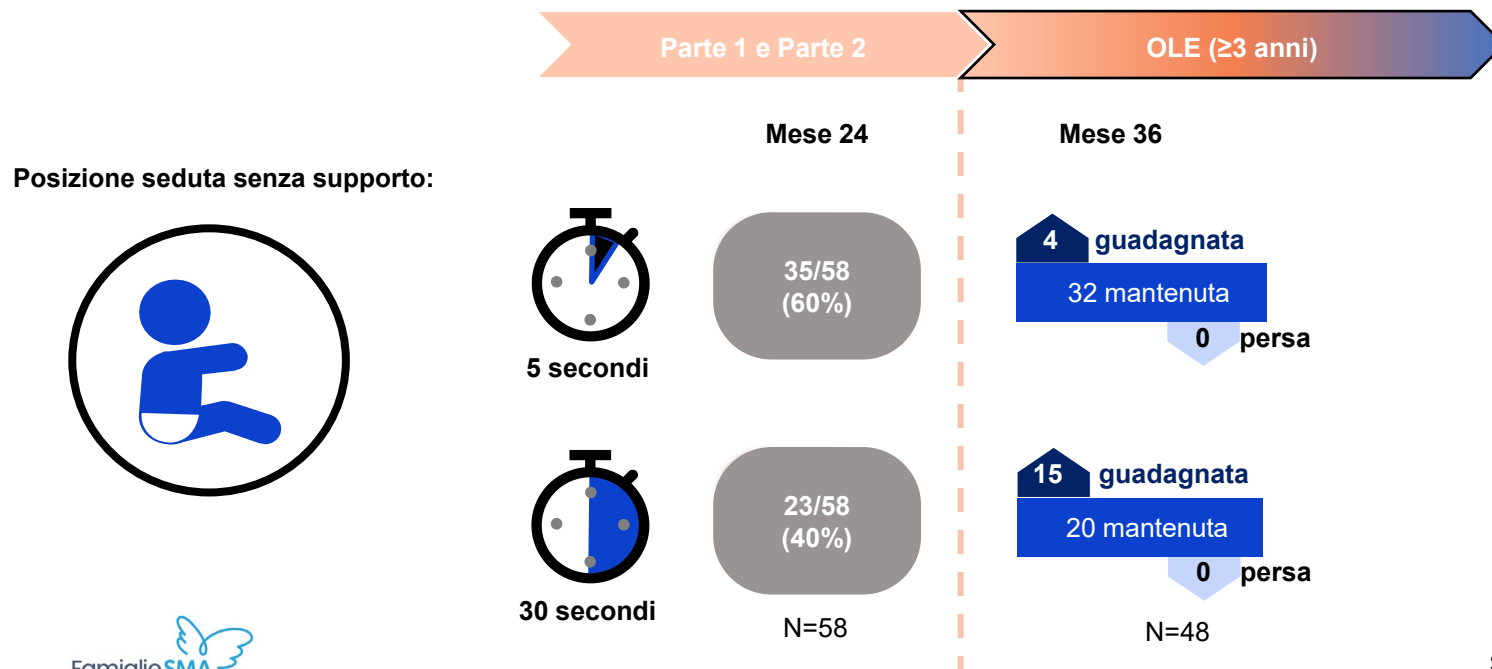 Parte 1 e Parte 2
OLE (≥3 anni)
Mese 24
Mese 36
Posizione seduta senza supporto:
5 secondi
35/58
(60%)
4 guadagnata
32 mantenuta
0 persa
30 secondi
23/58
(40%)
15 guadagnata
20 mantenuta
0 persa
N=58
N=48
FamiglieSMA